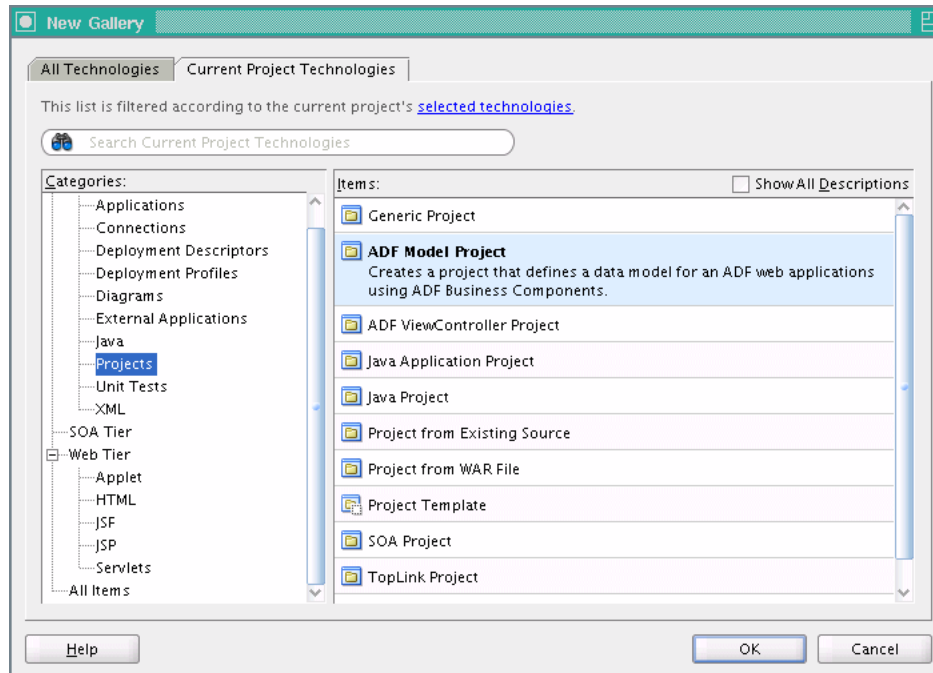 New Gallery
All Technologies
Current Project Technologies
This list is filtered according to the current project's selected technologies.
Search Current Project Technologies
Categories:
Applications
Connections
Deployment Descriptors
Deployment Profiles
Diagrams
External Applications
Java
Projects
Unit Tests
XML
SOA Tier
Web Tier
Applet
HTML
JSF
JSP
Servlets
All Items
Items:
Show All Descriptions
Generic Project
ADF Model Project
Creates a project that defines a data model for an ADF web applications
using ADF Business Components.
ADF ViewController Project
Java Application Project
Java Project
Project from Existing Source
Project from WAR File
Project Template
SOA Project
TopLink Project
Help
OK
Cancel